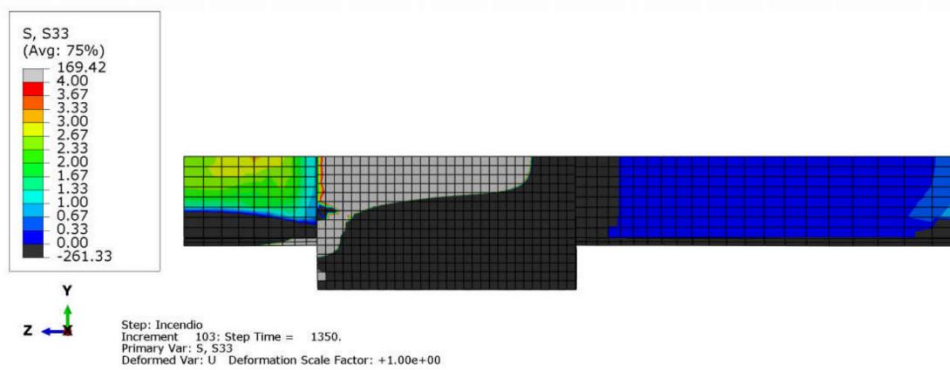 S, S33
(Avg: 75%)
169.42
4.00
3.67
3.33
3.00
2.67
2.33
2.00
1.67
1.33
1.00
0.67
0.33
0.00
-261.33
Y
Z X
Step: Incendio
Increment 103: Step Time = 1350.
Primary Var: S, S33
Deformed Var: U Deformation Scale Factor: +1.00e+00